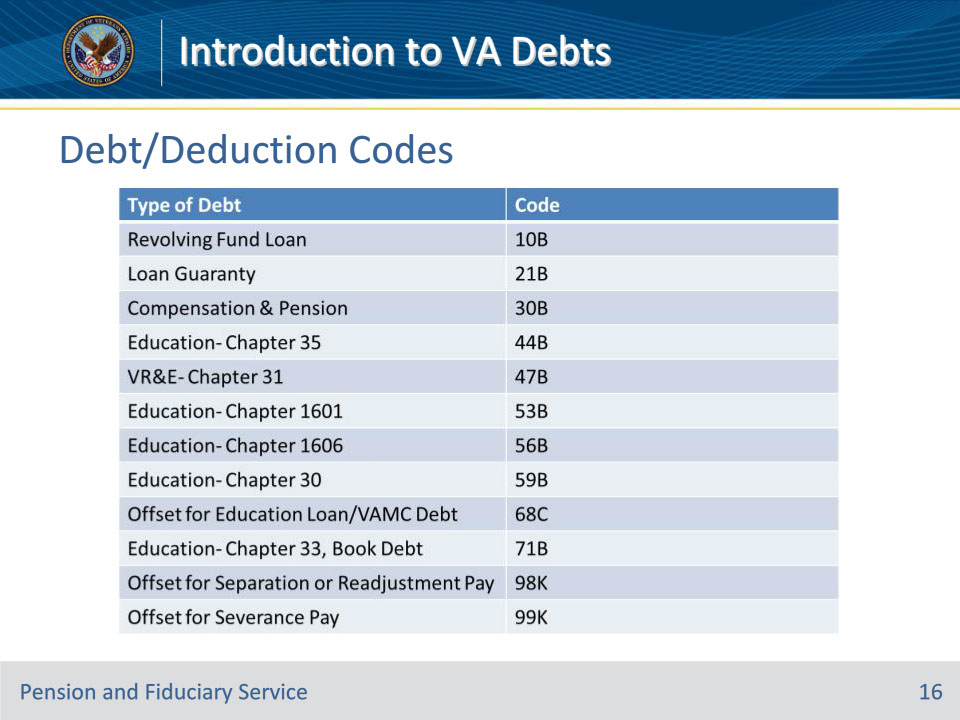 Introduction to VA Debts
Debt/Deduction Codes
Type of Debt Code
Revolving Fund Loan 10B
Loan Guaranty 21B
Compensation & Pension 30B
Education- Chapter 35 44B
VR&E- Chapter 31 47B
Education- Chapter 1601 53B
Education- Chapter 1606 56B
Education- Chapter 30 59B
Offset for Education Loan/VAMC Debt 68C
Education- Chapter 33, Book Debt 71B
Offset for Separation or Readjustment Pay 98K
Offset for Severance Pay 99K
Pension and Fiduciary Service 16